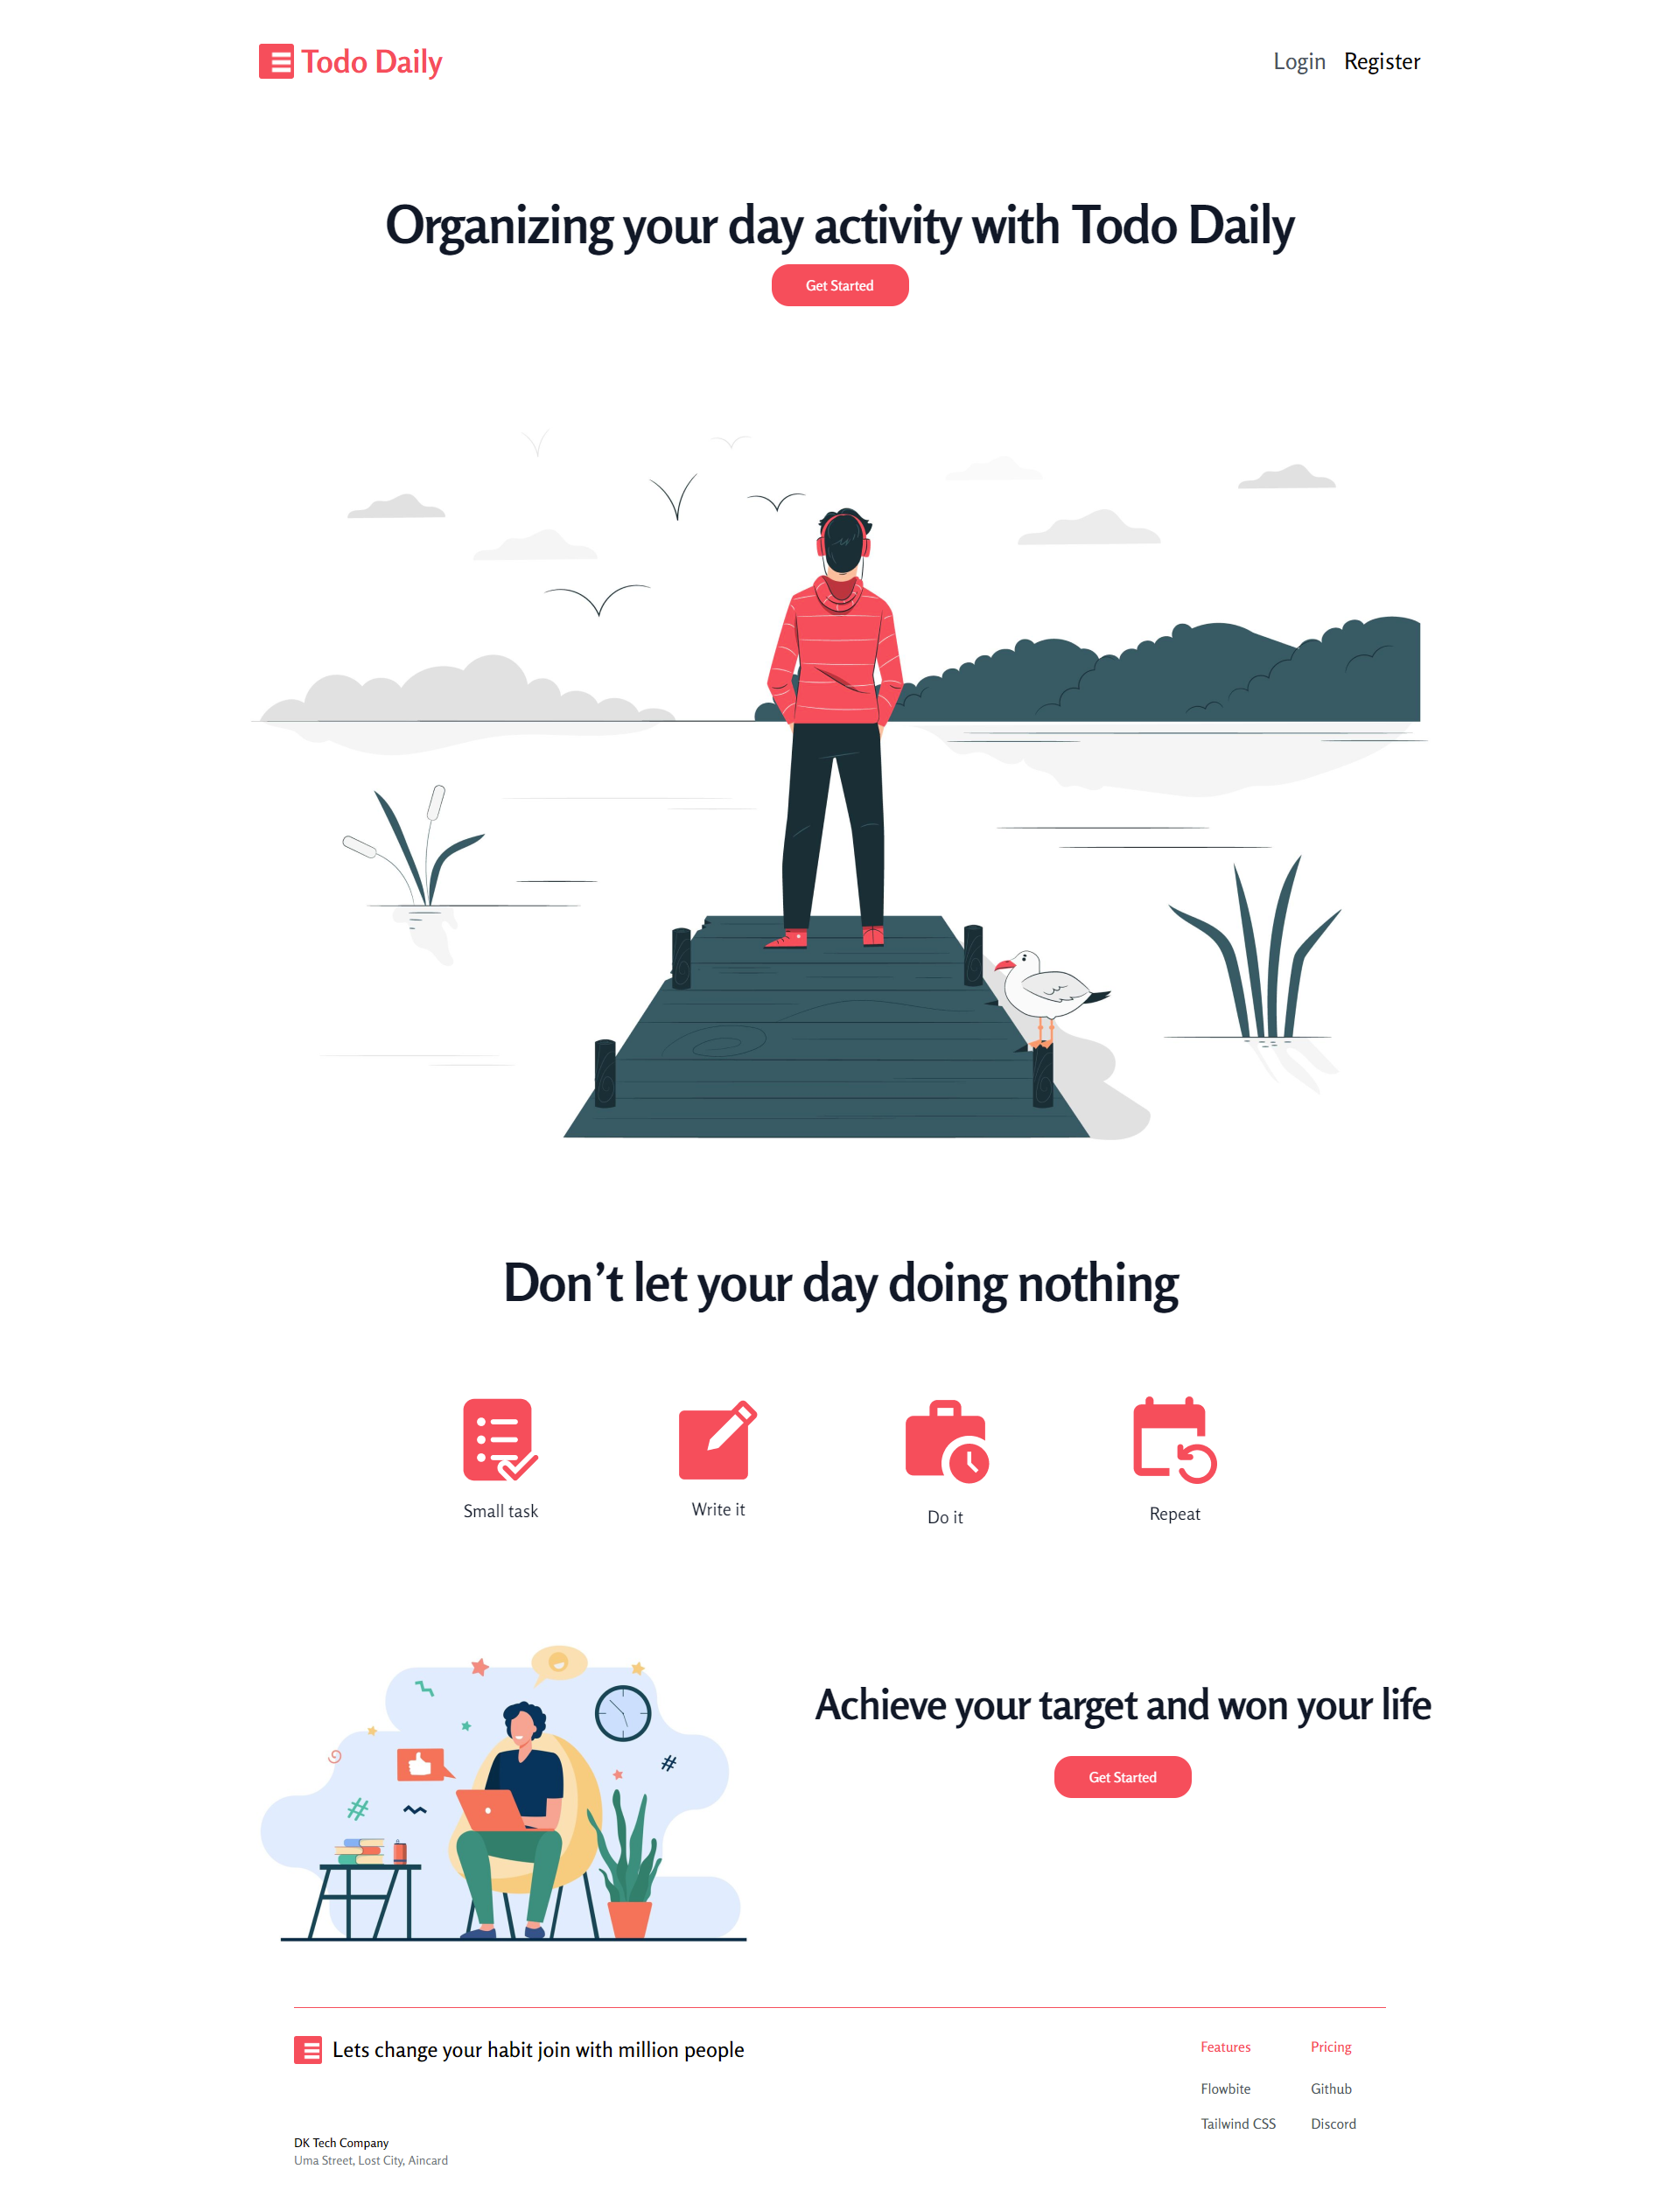 Todo Daily
Login Register
Organizing your day activity with Todo Daily
Get Started
Don’t let your day doing nothing
Small task
Write it
Do it
Repeat
Achieve your target and won your life
Get Started
Lets change your habit join with million people
Features Pricing
Flowbite Github
Tailwind CSS Discord
DK Tech Company
Uma Street, Lost City, Aincard